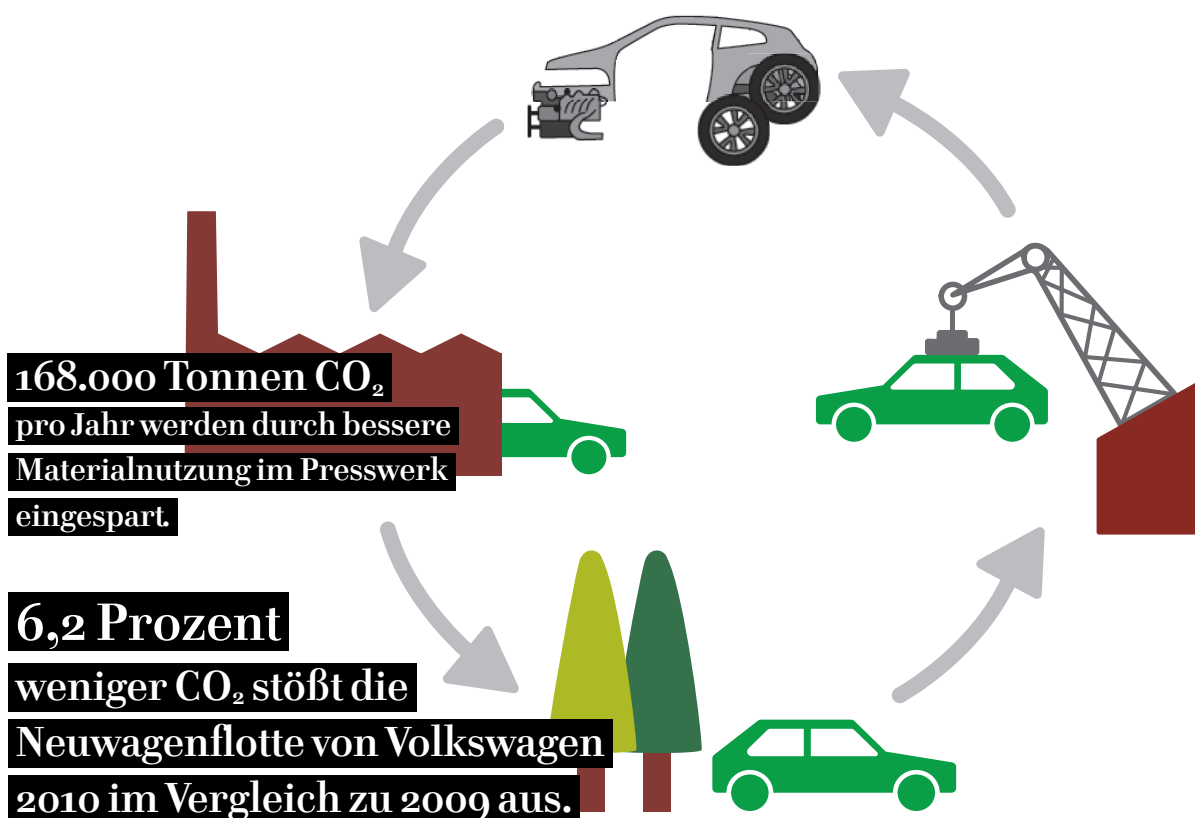 168.000 Tonnen CO₂
pro Jahr werden durch bessere
Materialnutzung im Presswerk
eingespart.
6,2 Prozent
weniger CO₂ stößt die
Neuwagenflotte von Volkswagen
2010 im Vergleich zu 2009 aus.